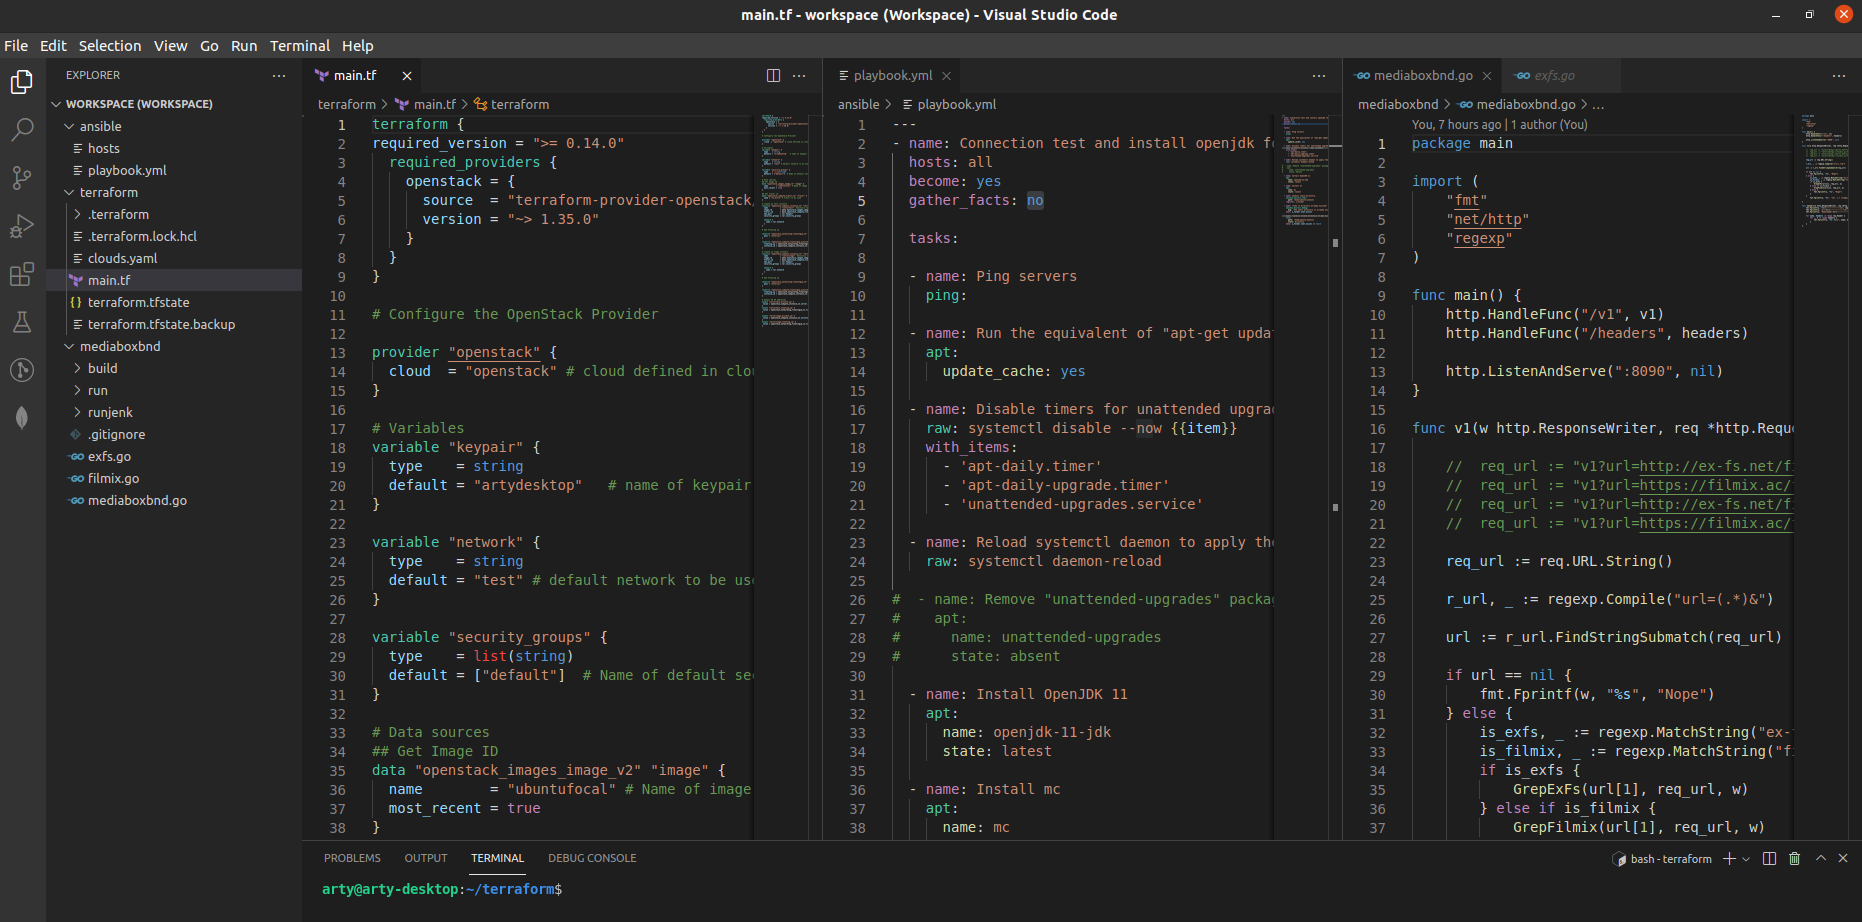 main.tf - workspace (Workspace) - Visual Studio Code
File Edit Selection View Go Run Terminal Help
EXPLORER
WORKSPACE (WORKSPACE)
ansible
hosts
playbook.yml
terraform
.terraform
.terraform.lock.hcl
clouds.yaml
main.tf
terraform.tfstate
terraform.tfstate.backup
mediaboxbnd
build
run
runjenk
.gitignore
exfs.go
filmix.go
mediaboxbnd.go
main.tf
terraform > main.tf > terraform
1 terraform {
2 required_version = ">= 0.14.0"
3   required_providers {
4     openstack = {
5       source  = "terraform-provider-openstack/
6       version = "~> 1.35.0"
7     }
8   }
9 }
10
11 # Configure the OpenStack Provider
12
13 provider "openstack" {
14   cloud  = "openstack" # cloud defined in clou
15 }
16
17 # Variables
18 variable "keypair" {
19   type    = string
20   default = "artydesktop"   # name of keypair
21 }
22
23 variable "network" {
24   type    = string
25   default = "test" # default network to be use
26 }
27
28 variable "security_groups" {
29   type    = list(string)
30   default = ["default"]  # Name of default sec
31 }
32
33 # Data sources
34 ## Get Image ID
35 data "openstack_images_image_v2" "image" {
36   name        = "ubuntufocal" # Name of image
37   most_recent = true
38 }
playbook.yml
ansible > playbook.yml
1 ---
2 - name: Connection test and install openjdk fo
3   hosts: all
4   become: yes
5   gather_facts: no
6
7   tasks:
8
9   - name: Ping servers
10     ping:
11
12   - name: Run the equivalent of "apt-get updat
13     apt:
14       update_cache: yes
15
16   - name: Disable timers for unattended upgrad
17     raw: systemctl disable --now {{item}}
18     with_items:
19       - 'apt-daily.timer'
20       - 'apt-daily-upgrade.timer'
21       - 'unattended-upgrades.service'
22
23   - name: Reload systemctl daemon to apply the
24     raw: systemctl daemon-reload
25
26 #  - name: Remove "unattended-upgrades" packag
27 #    apt:
28 #      name: unattended-upgrades
29 #      state: absent
30
31   - name: Install OpenJDK 11
32     apt:
33       name: openjdk-11-jdk
34       state: latest
35
36   - name: Install mc
37     apt:
38       name: mc
mediaboxbnd.go exfs.go
mediaboxbnd > mediaboxbnd.go > ...
You, 7 hours ago | 1 author (You)
1 package main
2
3 import (
4     "fmt"
5     "net/http"
6     "regexp"
7 )
8
9 func main() {
10     http.HandleFunc("/v1", v1)
11     http.HandleFunc("/headers", headers)
12
13     http.ListenAndServe(":8090", nil)
14 }
15
16 func v1(w http.ResponseWriter, req *http.Reque
17
18     //  req_url := "v1?url=http://ex-fs.net/f
19     //  req_url := "v1?url=https://filmix.ac/
20     //  req_url := "v1?url=http://ex-fs.net/f
21     //  req_url := "v1?url=https://filmix.ac/
22
23     req_url := req.URL.String()
24
25     r_url, _ := regexp.Compile("url=(.*)&")
26
27     url := r_url.FindStringSubmatch(req_url)
28
29     if url == nil {
30         fmt.Fprintf(w, "%s", "Nope")
31     } else {
32         is_exfs, _ := regexp.MatchString("ex-
33         is_filmix, _ := regexp.MatchString("f
34         if is_exfs {
35             GrepExFs(url[1], req_url, w)
36         } else if is_filmix {
37             GrepFilmix(url[1], req_url, w)
PROBLEMS OUTPUT TERMINAL DEBUG CONSOLE
bash - terraform
arty@arty-desktop:~/terraform$